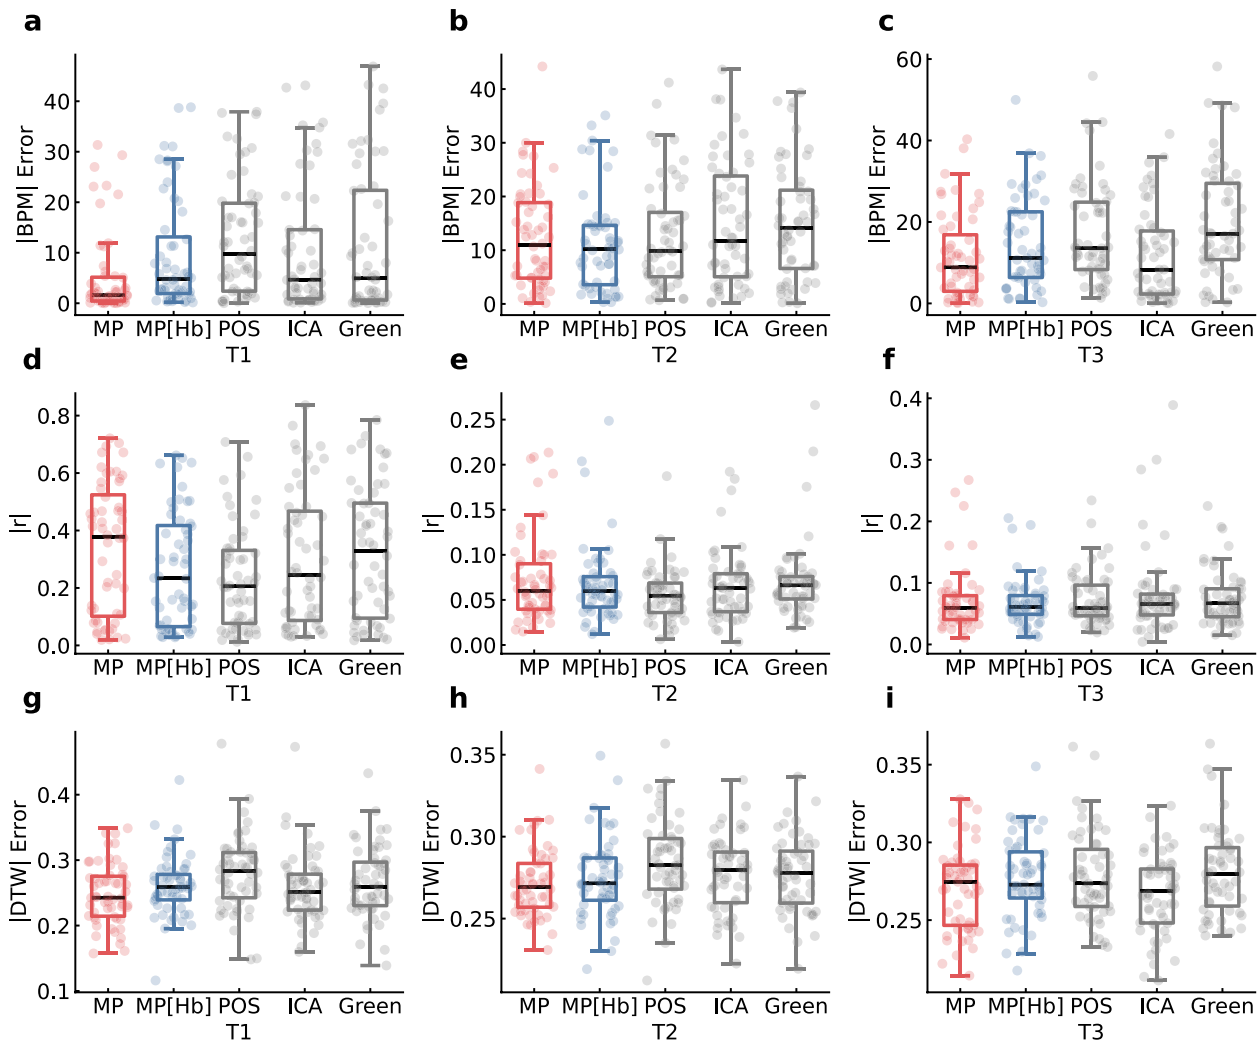 a
|BPM| Error
40
30
20
10
0
MP MP[Hb] POS ICA Green
T1
b
|BPM| Error
40
30
20
10
0
MP MP[Hb] POS ICA Green
T2
c
|BPM| Error
60
40
20
0
MP MP[Hb] POS ICA Green
T3
d
|r|
0.8
0.6
0.4
0.2
0.0
MP MP[Hb] POS ICA Green
T1
e
|r|
0.25
0.20
0.15
0.10
0.05
0.00
MP MP[Hb] POS ICA Green
T2
f
|r|
0.4
0.3
0.2
0.1
0.0
MP MP[Hb] POS ICA Green
T3
g
|DTW| Error
0.4
0.3
0.2
0.1
MP MP[Hb] POS ICA Green
T1
h
|DTW| Error
0.35
0.30
0.25
MP MP[Hb] POS ICA Green
T2
i
|DTW| Error
0.35
0.30
0.25
MP MP[Hb] POS ICA Green
T3